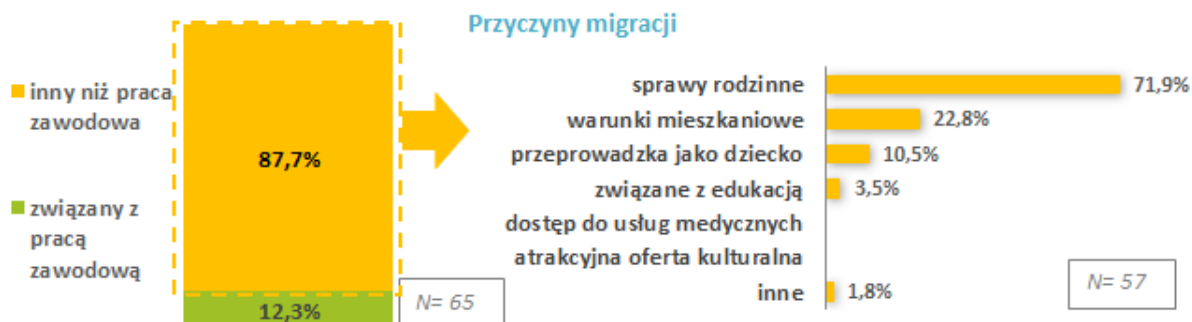 Przyczyny migracji
inny niż praca
zawodowa
związany z
pracą
zawodową
87,7%
12,3%
N= 65
sprawy rodzinne 71,9%
warunki mieszkaniowe 22,8%
przeprowadzka jako dziecko 10,5%
związane z edukacją 3,5%
dostęp do usług medycznych
atrakcyjna oferta kulturalna
inne 1,8%
N= 57